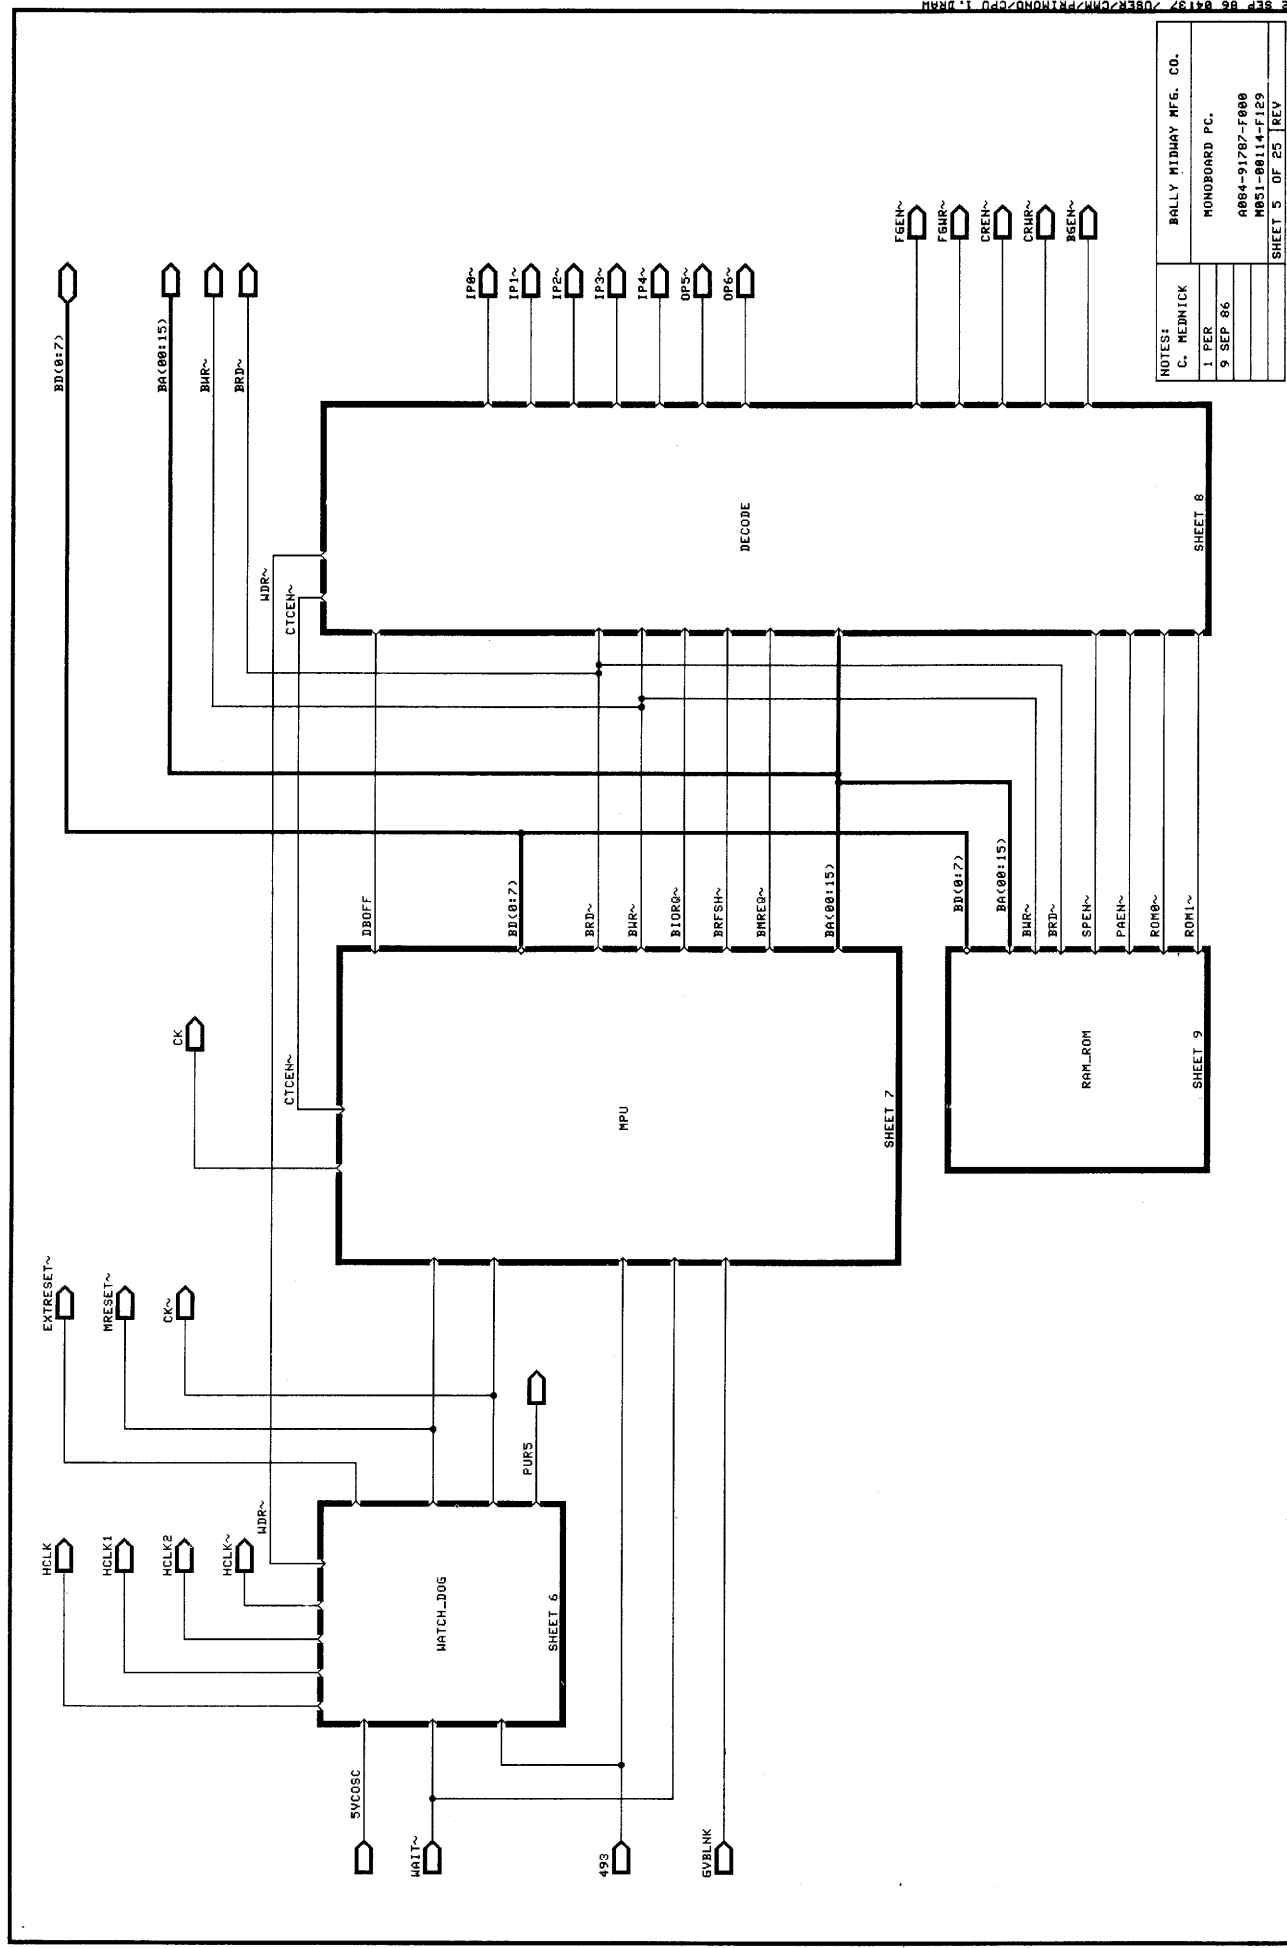 2 SEP 86 04137 /USER/CMM/PRIMONO/CPU 1.DRAW
HCLK
HCLK1
HCLK2
HCLK~
EXTRESET~
MRESET~
CK~
CK
BD(0:7)
BA(00:15)
BWR~
BRD~
WDR~
WDR~
CTCEN~
CTCEN~
5VCOSC
WAIT~
493
GVBLNK
WATCH_DOG
SHEET 6
PUR5
MPU
SHEET 7
DBOFF
BD(0:7)
BRD~
BWR~
BIORQ~
BRFSH~
BMREQ~
BA(00:15)
DECODE
SHEET 8
IP0~
IP1~
IP2~
IP3~
IP4~
OP5~
OP6~
FGEN~
FGWR~
CREN~
CRWR~
BGEN~
RAM_ROM
SHEET 9
BD(0:7)
BA(00:15)
BWR~
BRD~
SPEN~
PAEN~
ROM0~
ROM1~
NOTES:
C. MEDNICK
1 PER
9 SEP 86
BALLY MIDWAY MFG. CO.
MONOBOARD PC.
A084-91787-F000
M051-00114-F129
SHEET 5 OF 25 REV